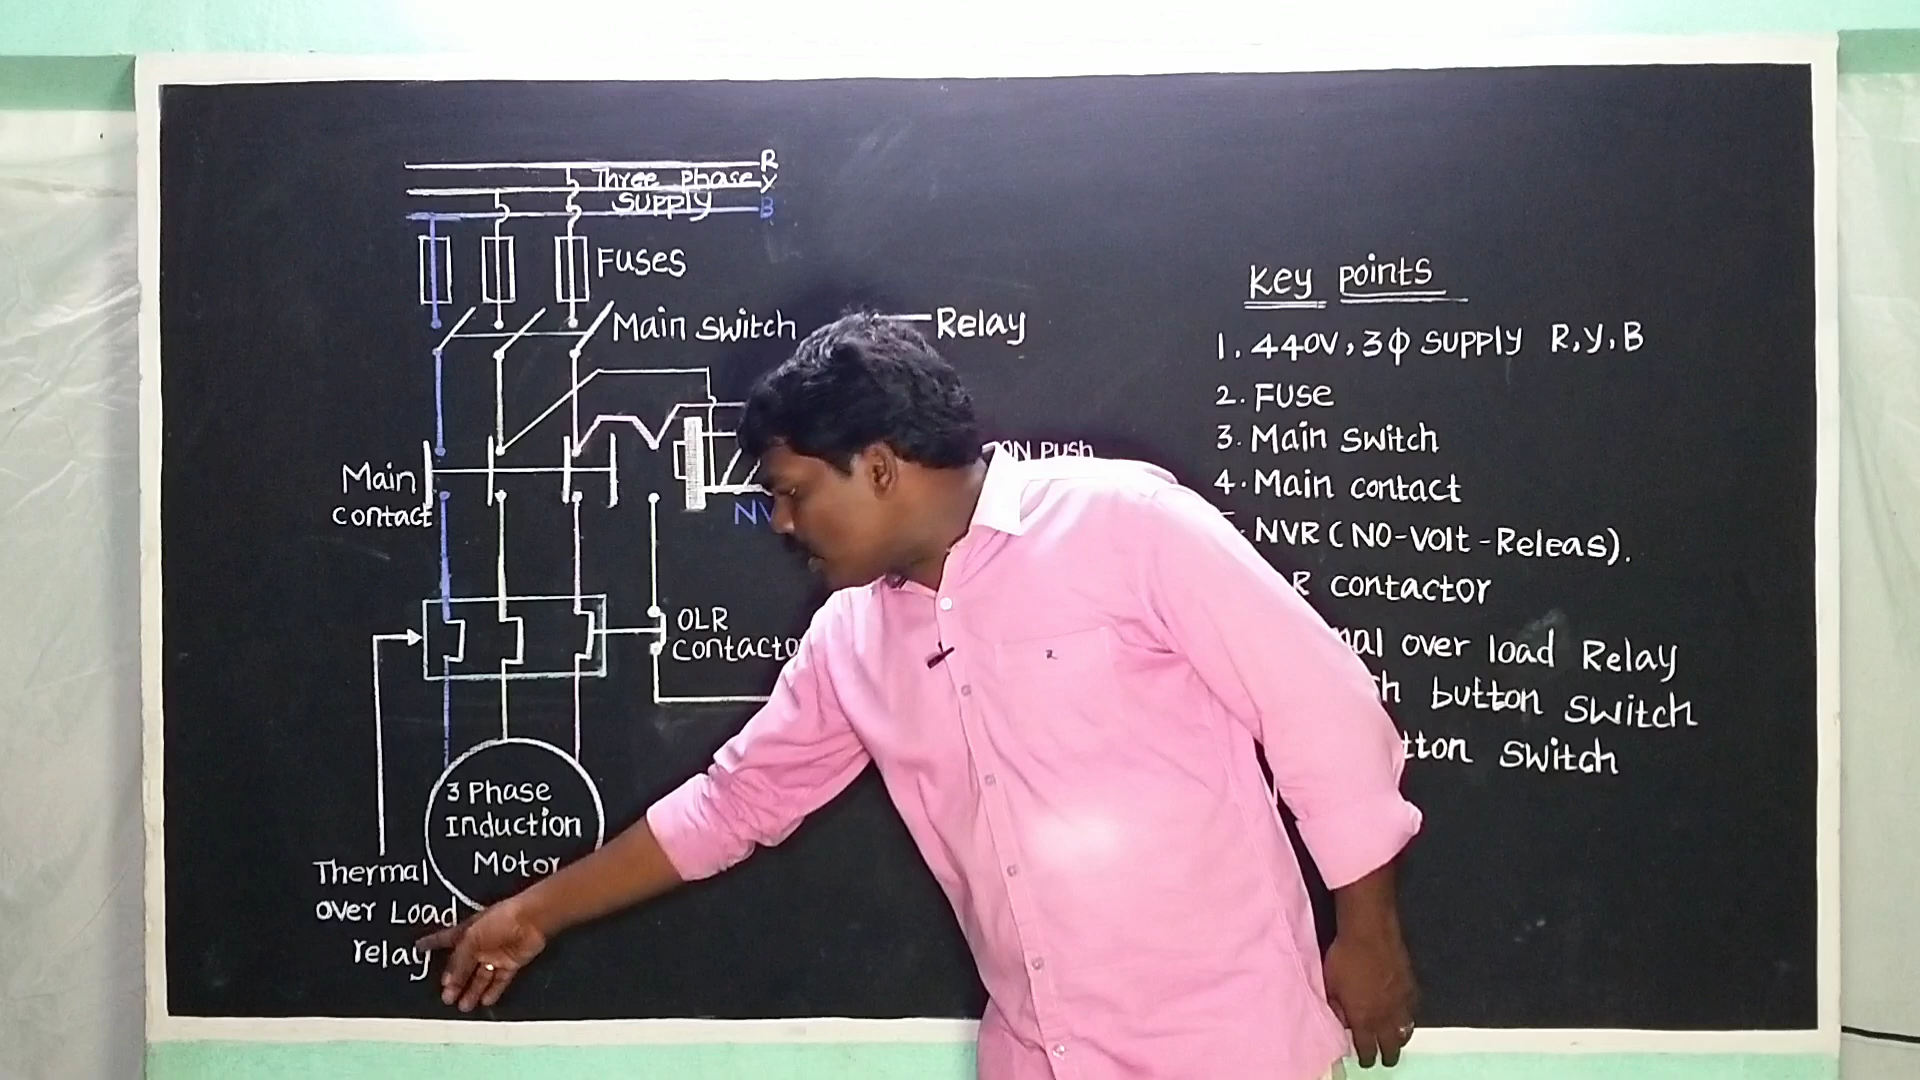 R
Three phase Y
supply B
Fuses
Main switch
Relay
ON Push
Main
contact
NV
OLR
contacto
3 Phase
Induction
Motor
Thermal
over Load
relay
Key points
1. 440V, 3φ supply R, Y, B
2. Fuse
3. Main switch
4. Main contact
. NVR (NO-Volt-Releas).
R contactor
over load Relay
button switch
switch